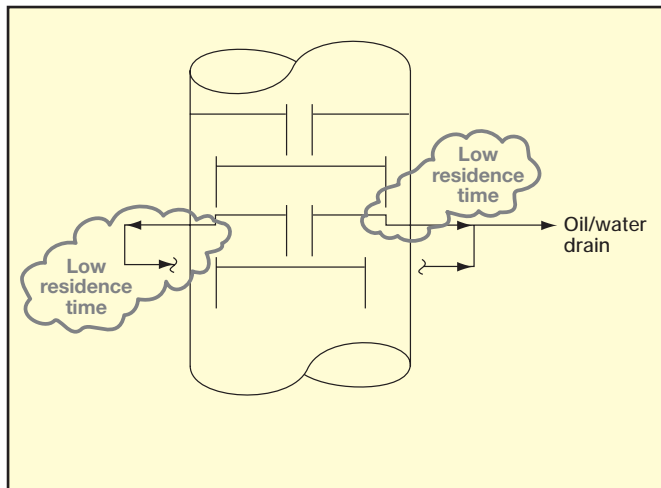 Low
residence
time
Oil/water
drain
Low
residence
time